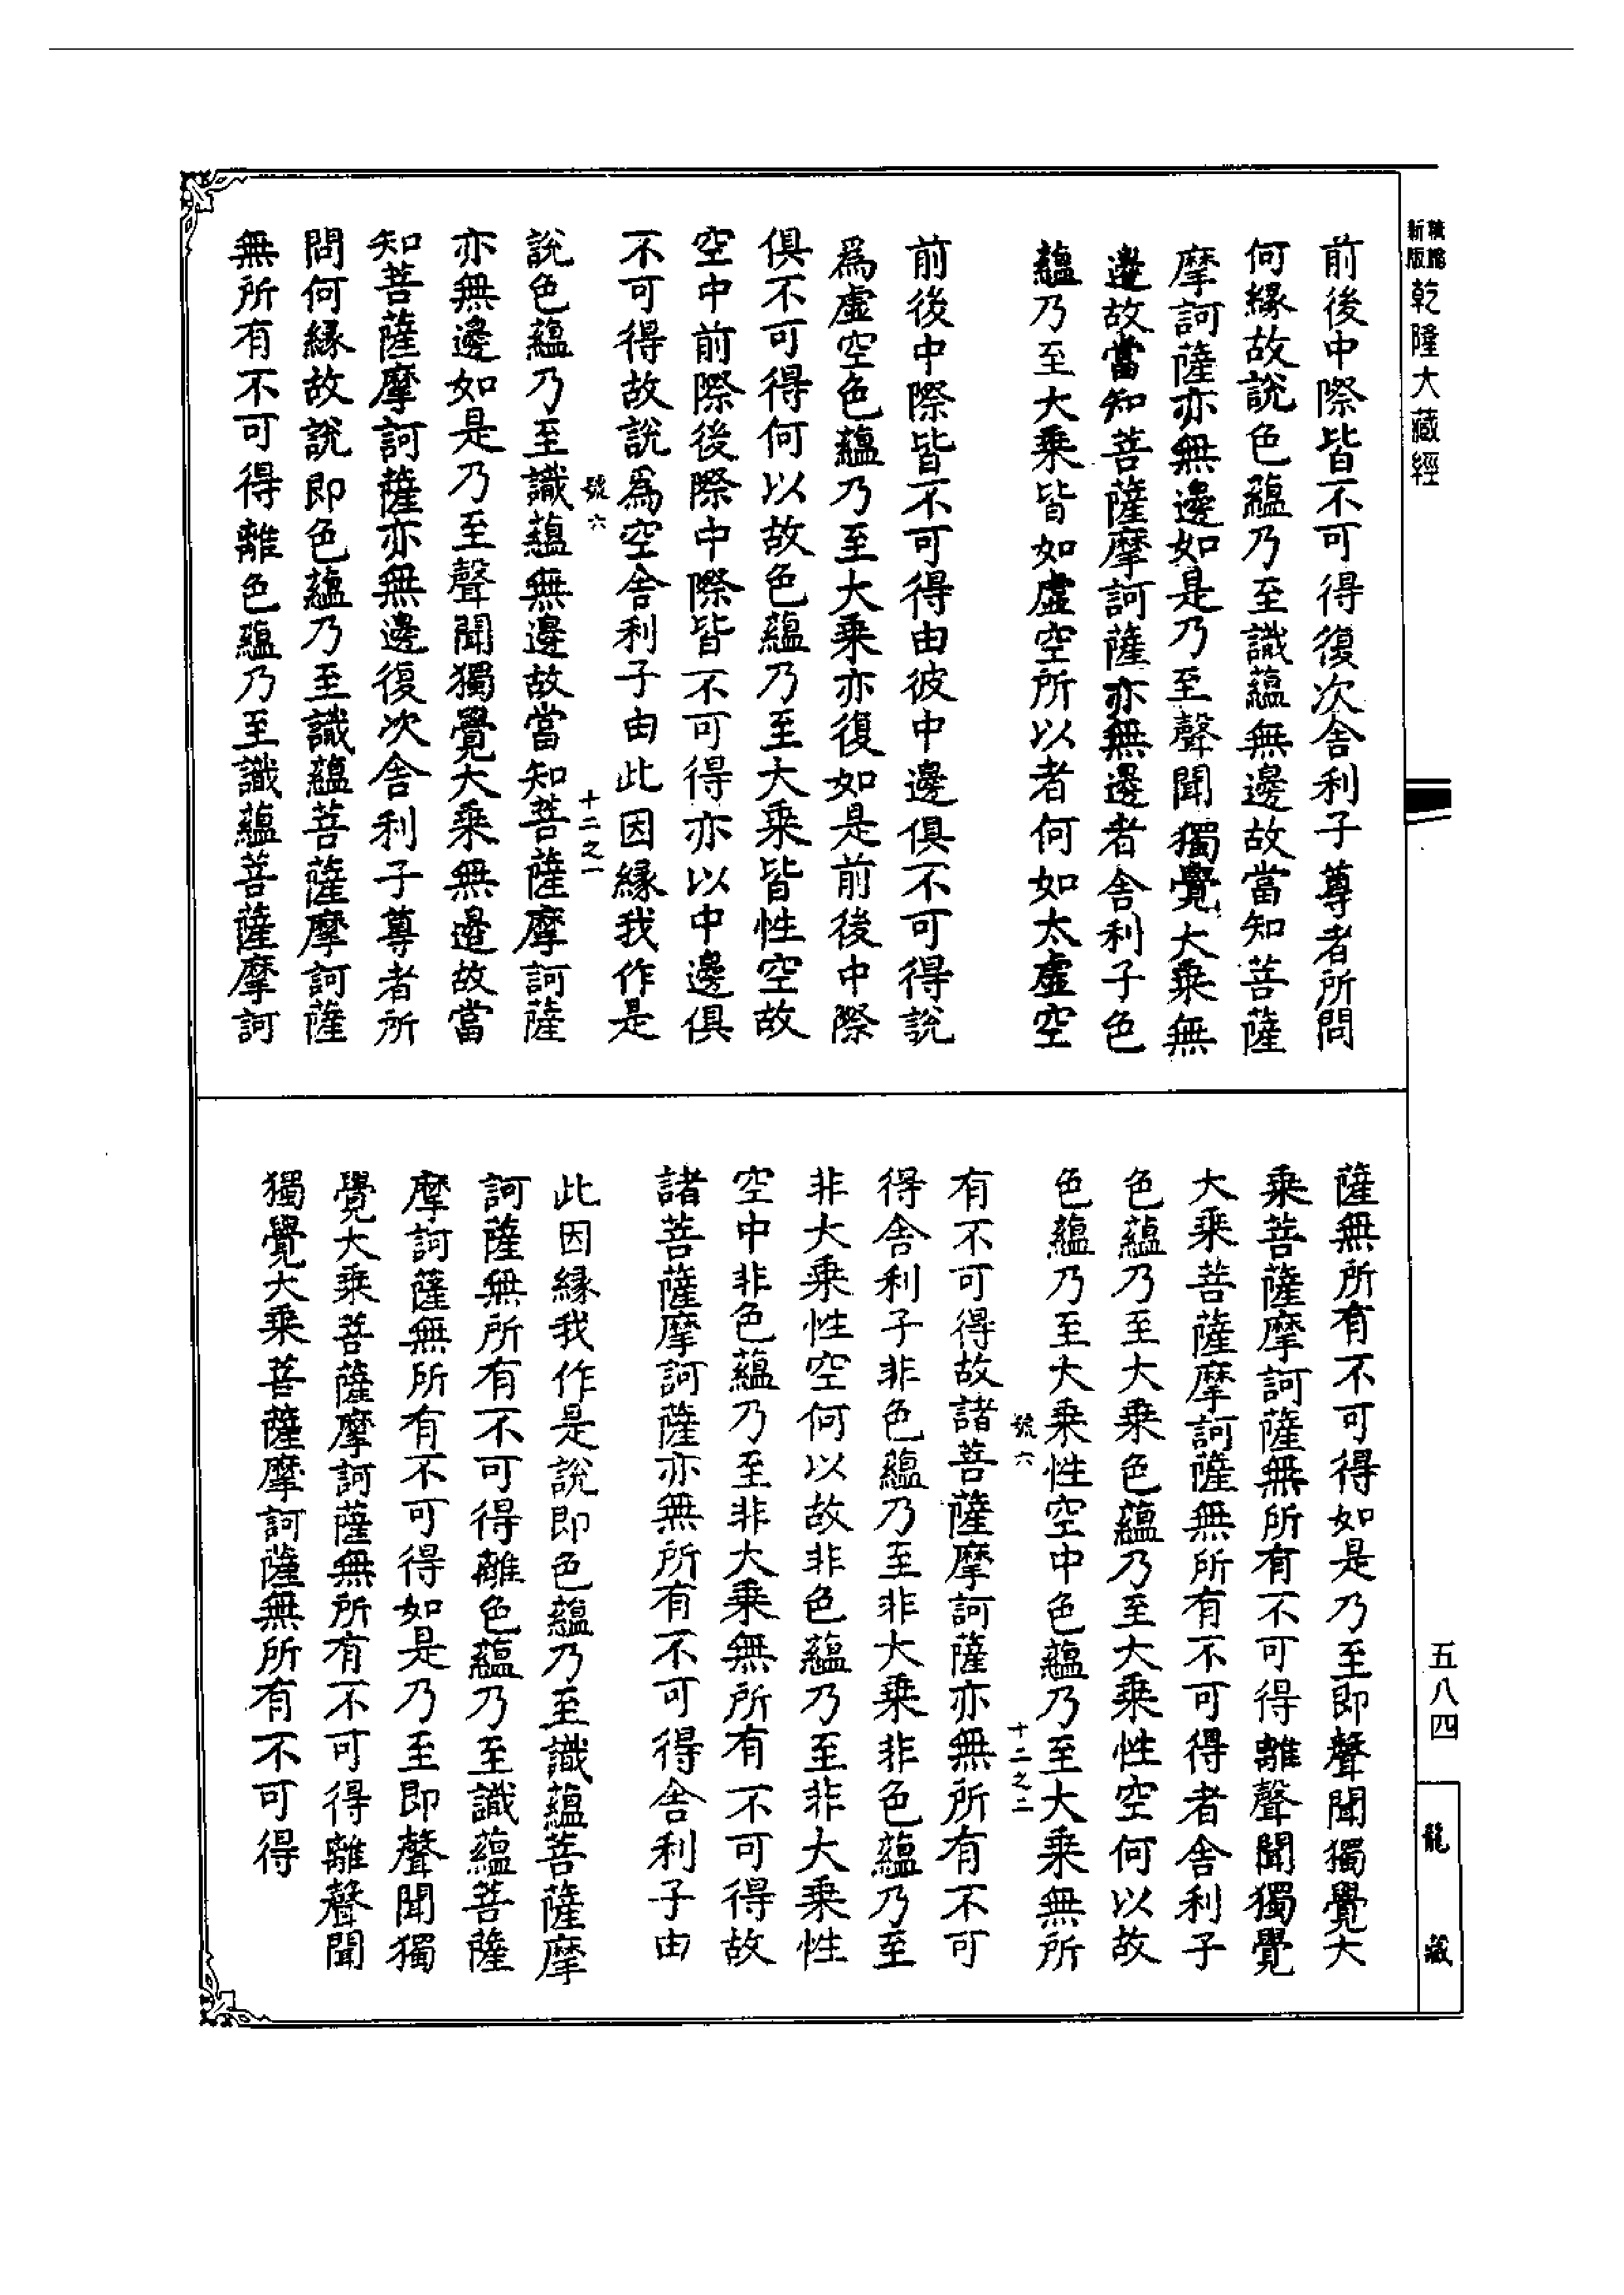 新版
乾隆大藏經
前後中際皆不可得復次舍利子尊者所問
何緣故說色蘊乃至識蘊無邊故當知菩薩
摩訶薩亦無邊如是乃至聲聞獨覺大乘無
邊故當知菩薩摩訶薩亦無邊者舍利子色
蘊乃至大乘皆如虛空所以者何如太虛空
前後中際皆不可得由彼中邊俱不可得說
為虛空色蘊乃至大乘亦復如是前後中際
俱不可得何以故色蘊乃至大乘皆性空故
空中前際後際中際皆不可得亦以中邊俱
不可得故說為空舍利子由此因緣我作是
號六
十二之一
說色蘊乃至識蘊無邊故當知菩薩摩訶薩
亦無邊如是乃至聲聞獨覺大乘無邊故當
知菩薩摩訶薩亦無邊復次舍利子尊者所
問何緣故說即色蘊乃至識蘊菩薩摩訶薩
無所有不可得離色蘊乃至識蘊菩薩摩訶
薩無所有不可得如是乃至即聲聞獨覺大
乘菩薩摩訶薩無所有不可得離聲聞獨覺
大乘菩薩摩訶薩無所有不可得者舍利子
色蘊乃至大乘色蘊乃至大乘性空何以故
色蘊乃至大乘性空中色蘊乃至大乘無所
號六
十二之二
有不可得故諸菩薩摩訶薩亦無所有不可
得舍利子非色蘊乃至非大乘非色蘊乃至
非大乘性空何以故非色蘊乃至非大乘性
空中非色蘊乃至非大乘無所有不可得故
諸菩薩摩訶薩亦無所有不可得舍利子由
此因緣我作是說即色蘊乃至識蘊菩薩摩
訶薩無所有不可得離色蘊乃至識蘊菩薩
摩訶薩無所有不可得如是乃至即聲聞獨
覺大乘菩薩摩訶薩無所有不可得離聲聞
獨覺大乘菩薩摩訶薩無所有不可得
五八四
龍藏